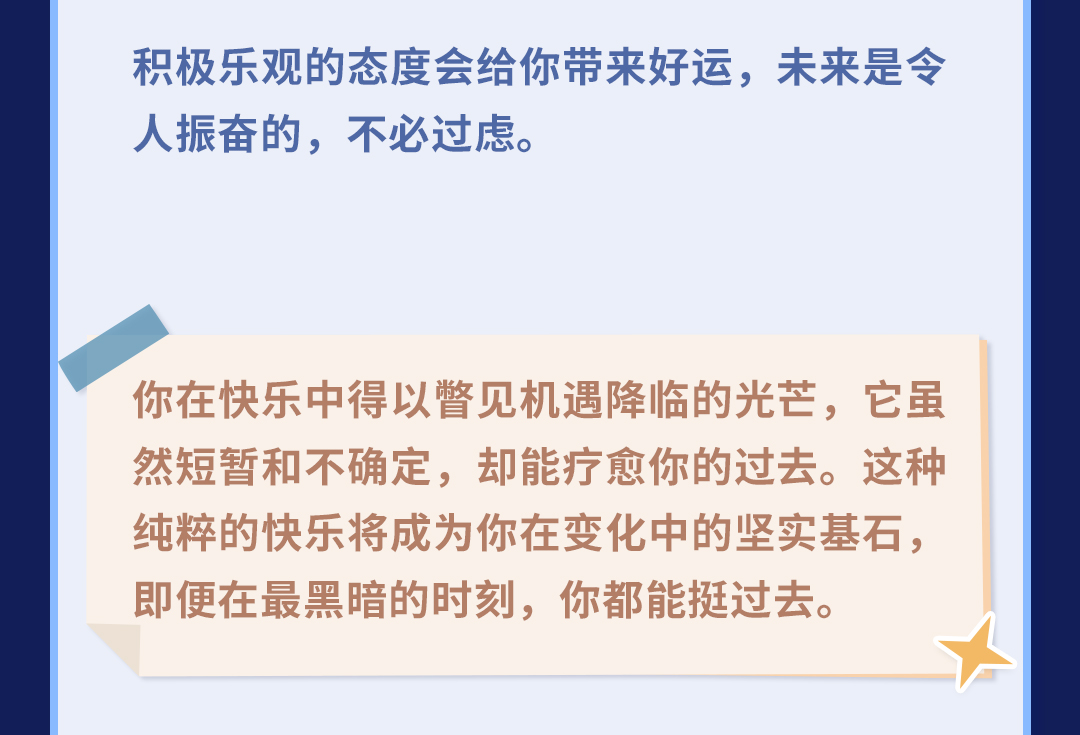 积极乐观的态度会给你带来好运，未来是令
人振奋的，不必过虑。
你在快乐中得以瞥见机遇降临的光芒，它虽
然短暂和不确定，却能疗愈你的过去。这种
纯粹的快乐将成为你在变化中的坚实基石，
即便在最黑暗的时刻，你都能挺过去。